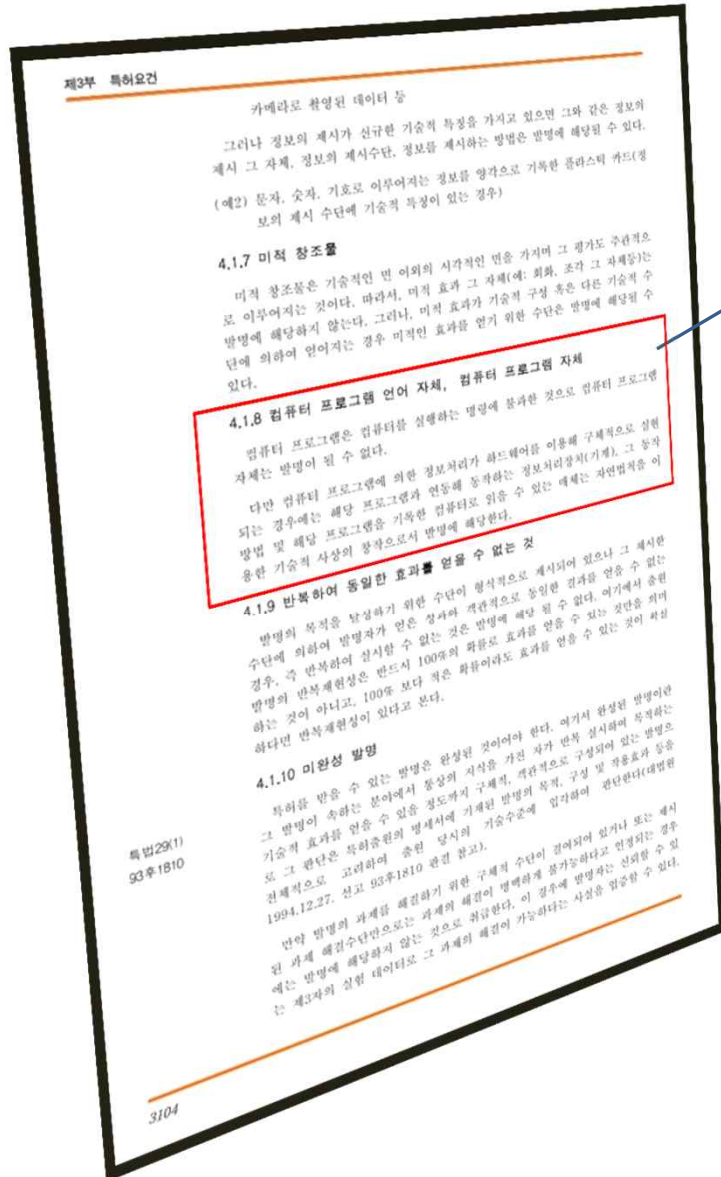 제3부 특허요건
카메라로 촬영된 데이터 등
그러나 정보의 제시가 신규한 기술적 특징을 가지고 있으면 그와 같은 정보의
제시 그 자체, 정보의 제시수단, 정보를 제시하는 방법은 발명에 해당될 수 있다.
(예2) 문자, 숫자, 기호로 이루어지는 정보를 양각으로 기록한 플라스틱 카드(정
보의 제시 수단에 기술적 특징이 있는 경우)
4.1.7 미적 창조물
미적 창조물은 기술적인 면 이외의 시각적인 면을 가지며 그 평가도 주관적으
로 이루어지는 것이다. 따라서, 미적 효과 그 자체(예: 회화, 조각 그 자체등)는
발명에 해당하지 않는다. 그러나, 미적 효과가 기술적 구성 혹은 다른 기술적 수
단에 의하여 얻어지는 경우 미적인 효과를 얻기 위한 수단은 발명에 해당될 수
있다.
4.1.8 컴퓨터 프로그램 언어 자체, 컴퓨터 프로그램 자체
컴퓨터 프로그램은 컴퓨터를 실행하는 명령에 불과한 것으로 컴퓨터 프로그램
자체는 발명이 될 수 없다.
다만 컴퓨터 프로그램에 의한 정보처리가 하드웨어를 이용해 구체적으로 실현
되는 경우에는 해당 프로그램과 연동해 동작하는 정보처리장치(기계), 그 동작
방법 및 해당 프로그램을 기록한 컴퓨터로 읽을 수 있는 매체는 자연법칙을 이
용한 기술적 사상의 창작으로서 발명에 해당한다.
4.1.9 반복하여 동일한 효과를 얻을 수 없는 것
발명의 목적을 달성하기 위한 수단이 형식적으로 제시되어 있으나 그 제시한
수단에 의하여 발명자가 얻은 성과와 객관적으로 동일한 결과를 얻을 수 없는
경우, 즉 반복하여 실시할 수 없는 것은 발명에 해당 될 수 없다. 여기에서 출원
발명의 반복재현성은 반드시 100%의 확률로 효과를 얻을 수 있는 것만을 의미
하는 것이 아니고, 100% 보다 적은 확률이라도 효과를 얻을 수 있는 것이 확실
하다면 반복재현성이 있다고 본다.
4.1.10 미완성 발명
특허를 받을 수 있는 발명은 완성된 것이어야 한다. 여기서 완성된 발명이란
그 발명이 속하는 분야에서 통상의 지식을 가진 자가 반복 실시하여 목적하는
기술적 효과를 얻을 수 있을 정도까지 구체적, 객관적으로 구성되어 있는 발명으
로 그 판단은 특허출원의 명세서에 기재된 발명의 목적, 구성 및 작용효과 등을
전체적으로 고려하여 출원 당시의 기술수준에 입각하여 판단한다(대법원
1994.12.27. 선고 93후1810 판결 참고).
특법29(1)
93후1810
만약 발명의 과제를 해결하기 위한 구체적 수단이 결여되어 있거나 또는 제시
된 과제 해결수단만으로는 과제의 해결이 명백하게 불가능하다고 인정되는 경우
에는 발명에 해당하지 않는 것으로 취급한다. 이 경우에 발명자는 신뢰할 수 있
는 제3자의 실험 데이터로 그 과제의 해결이 가능하다는 사실을 입증할 수 있다.
3104